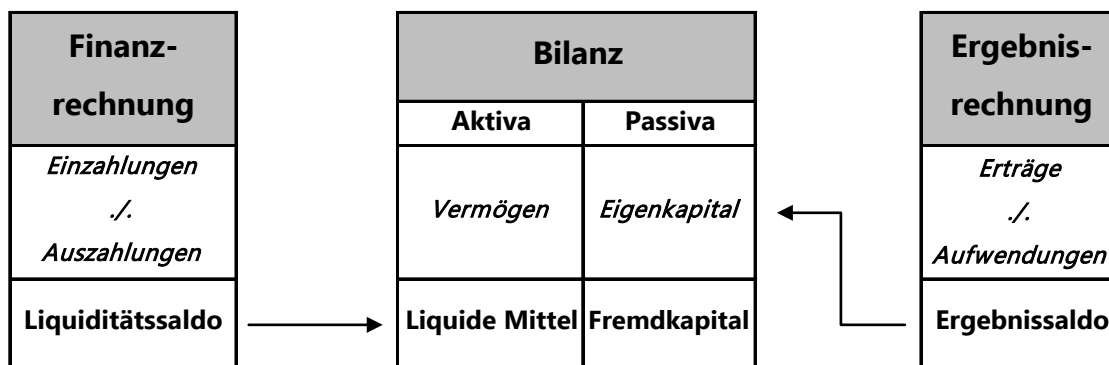 Finanz-
rechnung
Einzahlungen
./.
Auszahlungen
Liquiditätssaldo
Bilanz
Aktiva Passiva
Vermögen Eigenkapital
Liquide Mittel Fremdkapital
Ergebnis-
rechnung
Erträge
./.
Aufwendungen
Ergebnissaldo